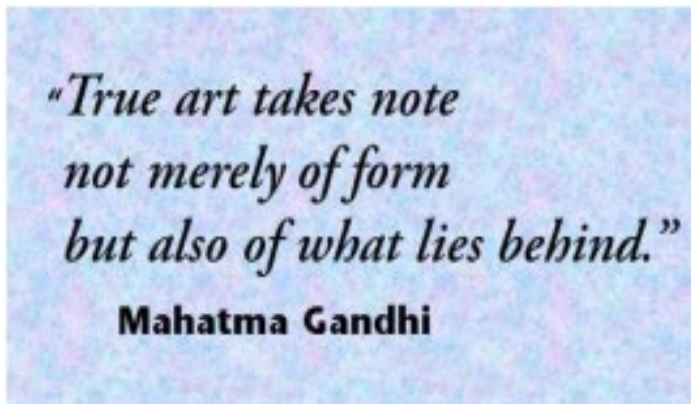 “True art takes note
not merely of form
but also of what lies behind.”
Mahatma Gandhi